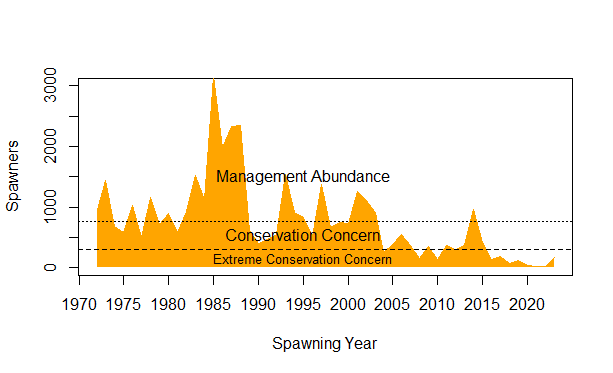 3000
2000
1000
0
Spawners
Management Abundance
Conservation Concern
Extreme Conservation Concern
1970 1975 1980 1985 1990 1995 2000 2005 2010 2015 2020
Spawning Year